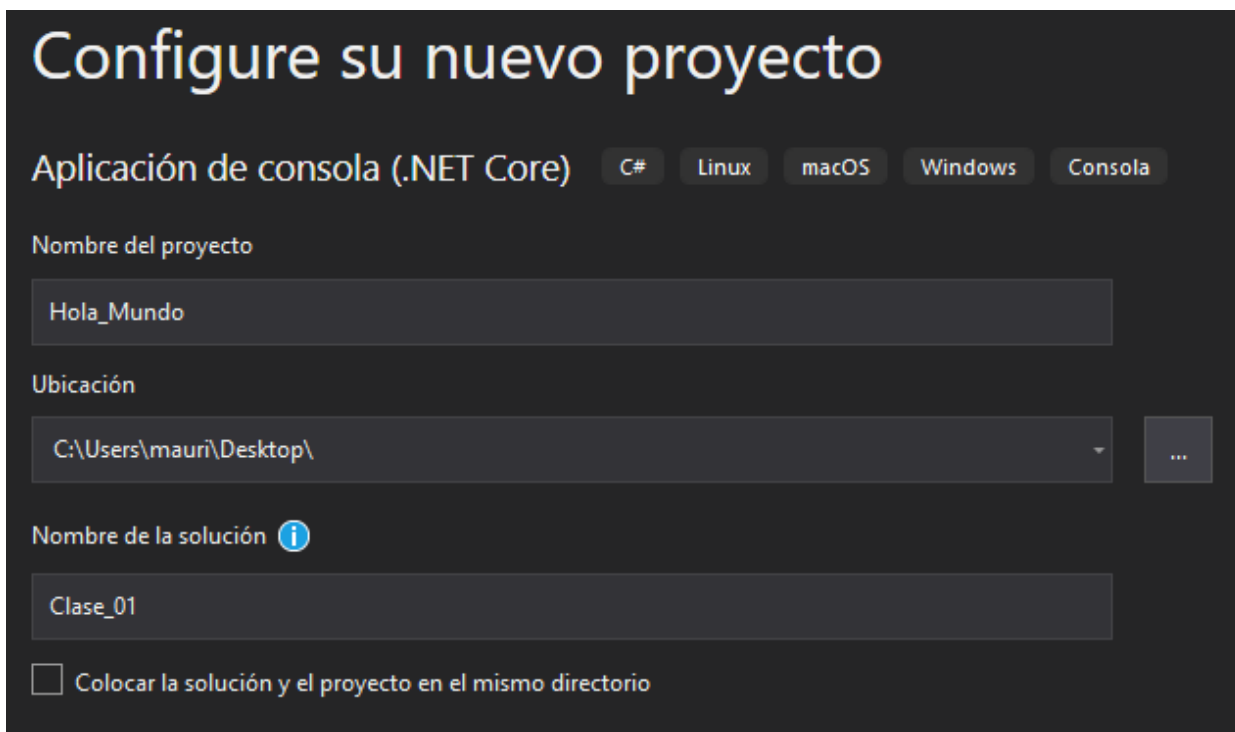 Configure su nuevo proyecto
Aplicación de consola (.NET Core) C# Linux macOS Windows Consola
Nombre del proyecto
Hola_Mundo
Ubicación
C:\Users\mauri\Desktop\
...
Nombre de la solución i
Clase_01
Colocar la solución y el proyecto en el mismo directorio